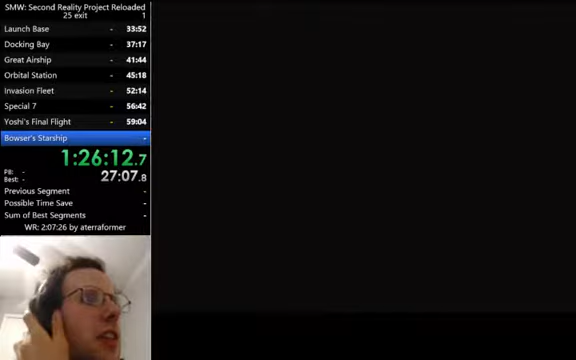 SMW: Second Reality Project Reloaded
25 exit 1
Launch Base - 33:52
Docking Bay - 37:17
Great Airship - 41:44
Orbital Station - 45:18
Invasion Fleet - 52:14
Special 7 - 56:42
Yoshi's Final Flight - 59:04
Bowser's Starship -
1:26:12.7
PB: -
Best: - 27:07.8
Previous Segment -
Possible Time Save -
Sum of Best Segments -
WR: 2:07:26 by aterraformer